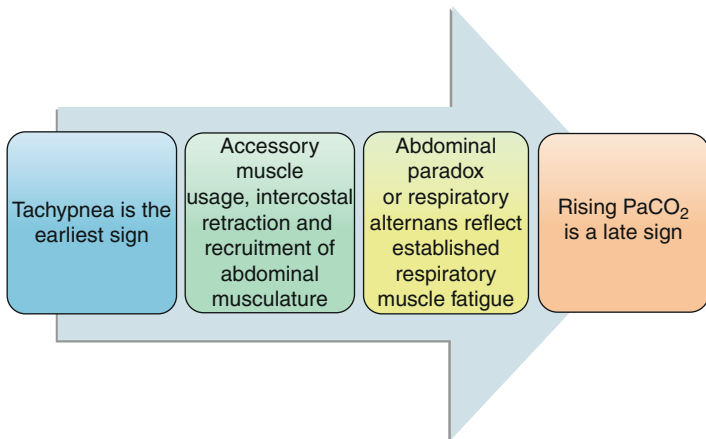 Tachypnea is the
earliest sign
Accessory
muscle
usage, intercostal
retraction and
recruitment of
abdominal
musculature
Abdominal
paradox
or respiratory
alternans reflect
established
respiratory
muscle fatigue
Rising PaCO₂
is a late sign